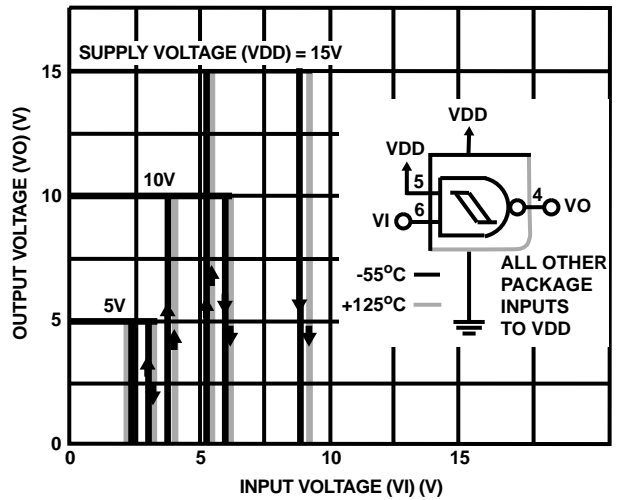 SUPPLY VOLTAGE (VDD) = 15V
15
10
5
0
OUTPUT VOLTAGE (VO) (V)
10V
5V
0
5
10
15
INPUT VOLTAGE (VI) (V)
VDD
VDD
5
6
4
VI
VO
-55°C
+125°C
ALL OTHER
PACKAGE
INPUTS
TO VDD